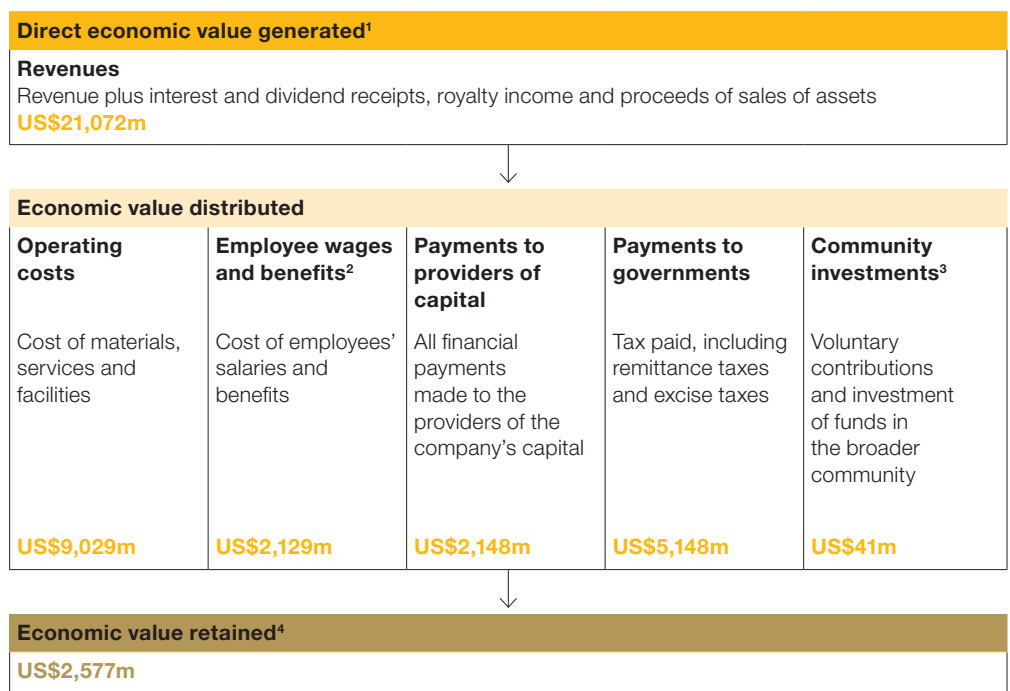 Direct economic value generated¹
Revenues
Revenue plus interest and dividend receipts, royalty income and proceeds of sales of assets
US$21,072m
Economic value distributed
Operating
costs
Cost of materials,
services and
facilities
US$9,029m
Employee wages
and benefits²
Cost of employees’
salaries and
benefits
US$2,129m
Payments to
providers of
capital
All financial
payments
made to the
providers of the
company’s capital
US$2,148m
Payments to
governments
Tax paid, including
remittance taxes
and excise taxes
US$5,148m
Community
investments³
Voluntary
contributions
and investment
of funds in
the broader
community
US$41m
Economic value retained⁴
US$2,577m